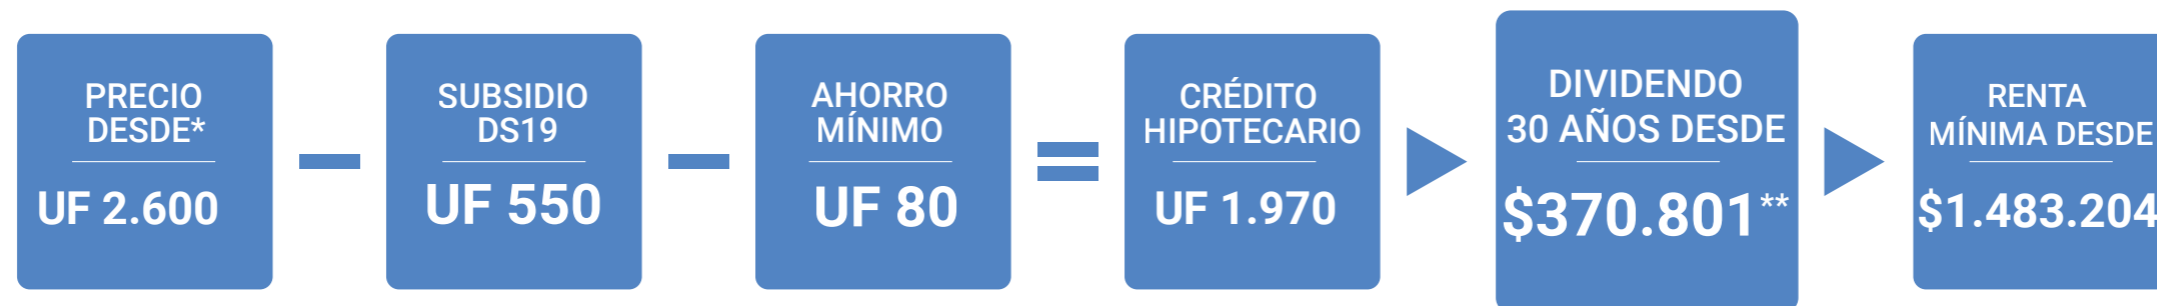 PRECIO
DESDE*
UF 2.600
SUBSIDIO
DS19
UF 550
AHORRO
MÍNIMO
UF 80
CRÉDITO
HIPOTECARIO
UF 1.970
DIVIDENDO
30 AÑOS DESDE
$370.801**
RENTA
MÍNIMA DESDE
$1.483.204